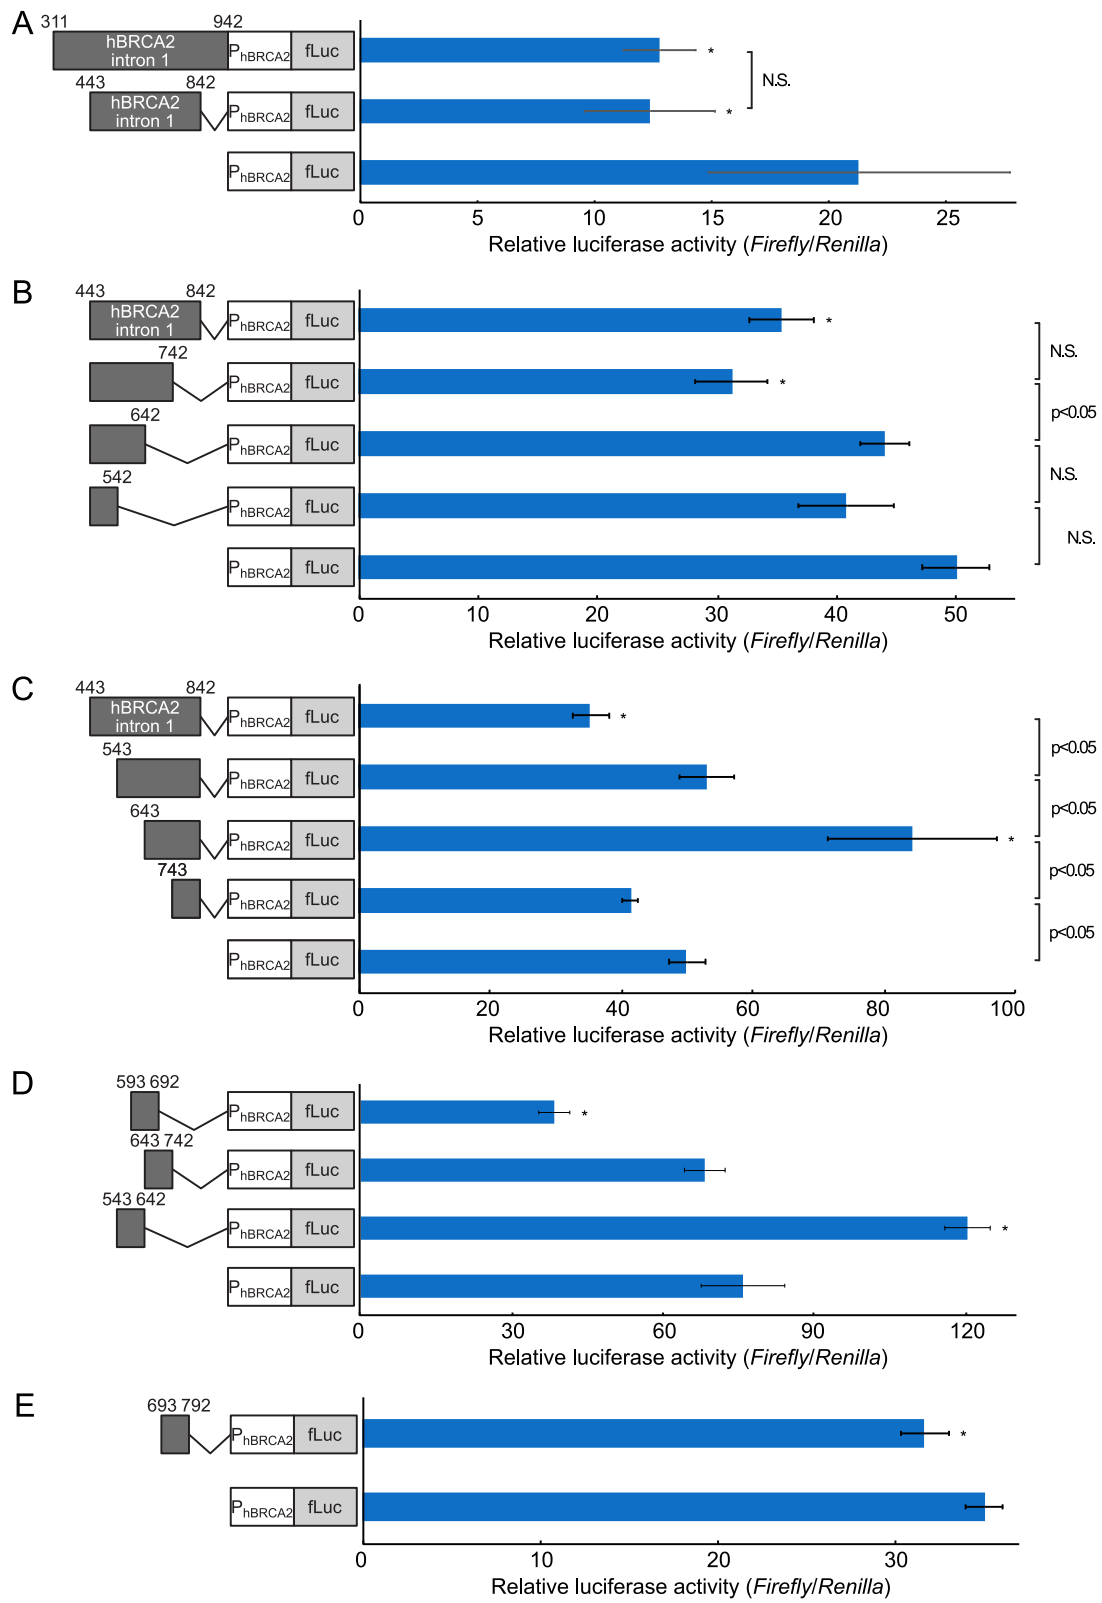 A
311 942
hBRCA2
intron 1
PhBRCA2 fLuc
*
443 842
hBRCA2
intron 1
PhBRCA2 fLuc
*
N.S.
PhBRCA2 fLuc
0 5 10 15 20 25
Relative luciferase activity (Firefly/Renilla)
B
443 842
hBRCA2
intron 1
PhBRCA2 fLuc
*
N.S.
742
PhBRCA2 fLuc
*
p<0.05
642
PhBRCA2 fLuc
N.S.
542
PhBRCA2 fLuc
N.S.
PhBRCA2 fLuc
0 10 20 30 40 50
Relative luciferase activity (Firefly/Renilla)
C
443 842
hBRCA2
intron 1
PhBRCA2 fLuc
*
p<0.05
543
PhBRCA2 fLuc
p<0.05
643
PhBRCA2 fLuc
*
p<0.05
743
PhBRCA2 fLuc
p<0.05
PhBRCA2 fLuc
0 20 40 60 80 100
Relative luciferase activity (Firefly/Renilla)
D
593 692
PhBRCA2 fLuc
*
643 742
PhBRCA2 fLuc
543 642
PhBRCA2 fLuc
*
PhBRCA2 fLuc
0 30 60 90 120
Relative luciferase activity (Firefly/Renilla)
E
693 792
PhBRCA2 fLuc
*
PhBRCA2 fLuc
0 10 20 30
Relative luciferase activity (Firefly/Renilla)